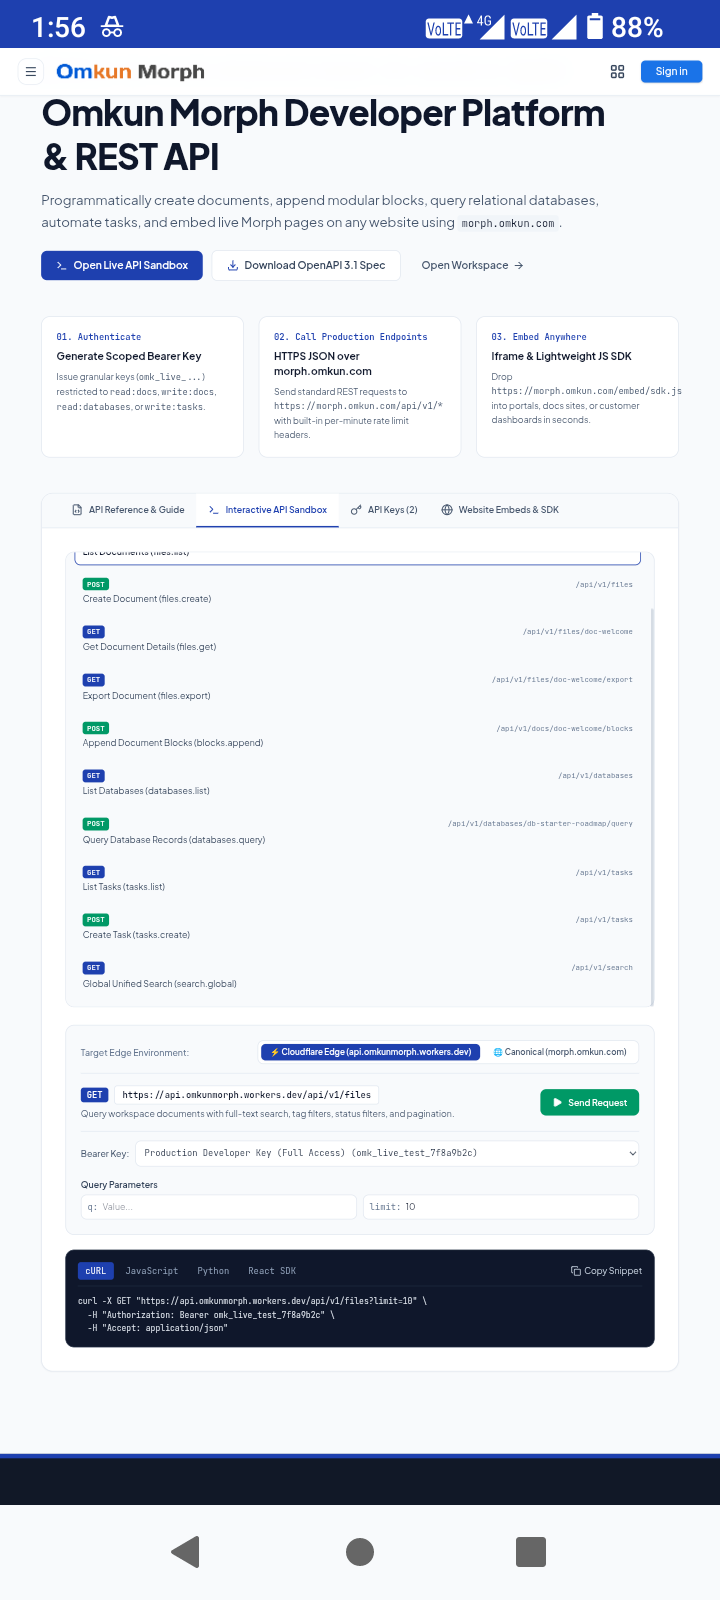 1:56
VoLTE 4G VoLTE 88%
Omkun Morph
Sign in
Omkun Morph Developer Platform
& REST API
Programmatically create documents, append modular blocks, query relational databases,
automate tasks, and embed live Morph pages on any website using morph.omkun.com .
Open Live API Sandbox
Download OpenAPI 3.1 Spec
Open Workspace →
01. Authenticate
Generate Scoped Bearer Key
Issue granular keys (omk_live_...)
restricted to read:docs, write:docs,
read:databases, or write:tasks.
02. Call Production Endpoints
HTTPS JSON over
morph.omkun.com
Send standard REST requests to
https://morph.omkun.com/api/v1/*
with built-in per-minute rate limit
headers.
03. Embed Anywhere
Iframe & Lightweight JS SDK
Drop
https://morph.omkun.com/embed/sdk.js
into portals, docs sites, or customer
dashboards in seconds.
API Reference & Guide
Interactive API Sandbox
API Keys (2)
Website Embeds & SDK
List Documents (files.list)
POST /api/v1/files
Create Document (files.create)
GET /api/v1/files/doc-welcome
Get Document Details (files.get)
GET /api/v1/files/doc-welcome/export
Export Document (files.export)
POST /api/v1/docs/doc-welcome/blocks
Append Document Blocks (blocks.append)
GET /api/v1/databases
List Databases (databases.list)
POST /api/v1/databases/db-starter-roadmap/query
Query Database Records (databases.query)
GET /api/v1/tasks
List Tasks (tasks.list)
POST /api/v1/tasks
Create Task (tasks.create)
GET /api/v1/search
Global Unified Search (search.global)
Target Edge Environment:
⚡ Cloudflare Edge (api.omkunmorph.workers.dev)
🌐 Canonical (morph.omkun.com)
GET https://api.omkunmorph.workers.dev/api/v1/files
Query workspace documents with full-text search, tag filters, status filters, and pagination.
Send Request
Bearer Key: Production Developer Key (Full Access) (omk_live_test_7f8a9b2c)
Query Parameters
q: Value...
limit: 10
cURL JavaScript Python React SDK
Copy Snippet
curl -X GET "https://api.omkunmorph.workers.dev/api/v1/files?limit=10" \
-H "Authorization: Bearer omk_live_test_7f8a9b2c" \
-H "Accept: application/json"